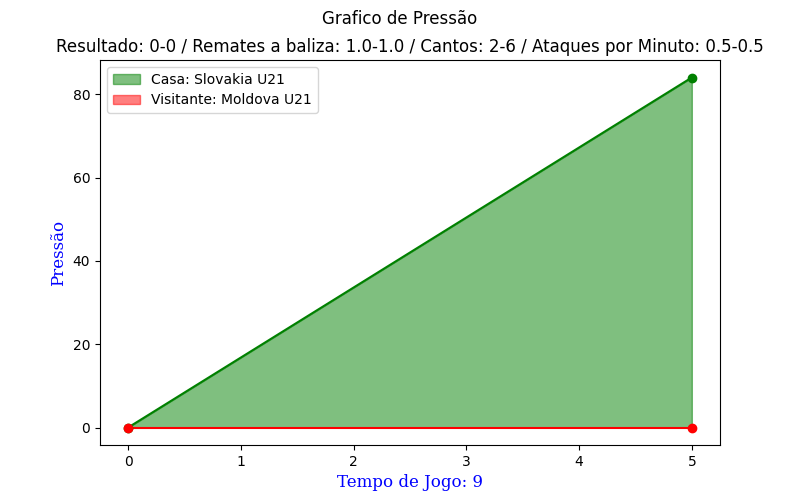 Grafico de Pressão
Resultado: 0-0 / Remates a baliza: 1.0-1.0 / Cantos: 2-6 / Ataques por Minuto: 0.5-0.5
Casa: Slovakia U21
Visitante: Moldova U21
Pressão
80
60
40
20
0
0 1 2 3 4 5
Tempo de Jogo: 9